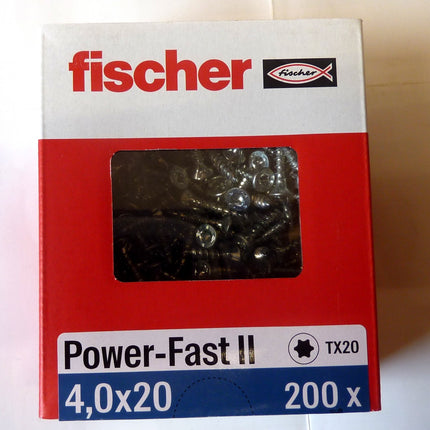 fischer fischer
Power-Fast II TX20
4,0x20 200 x